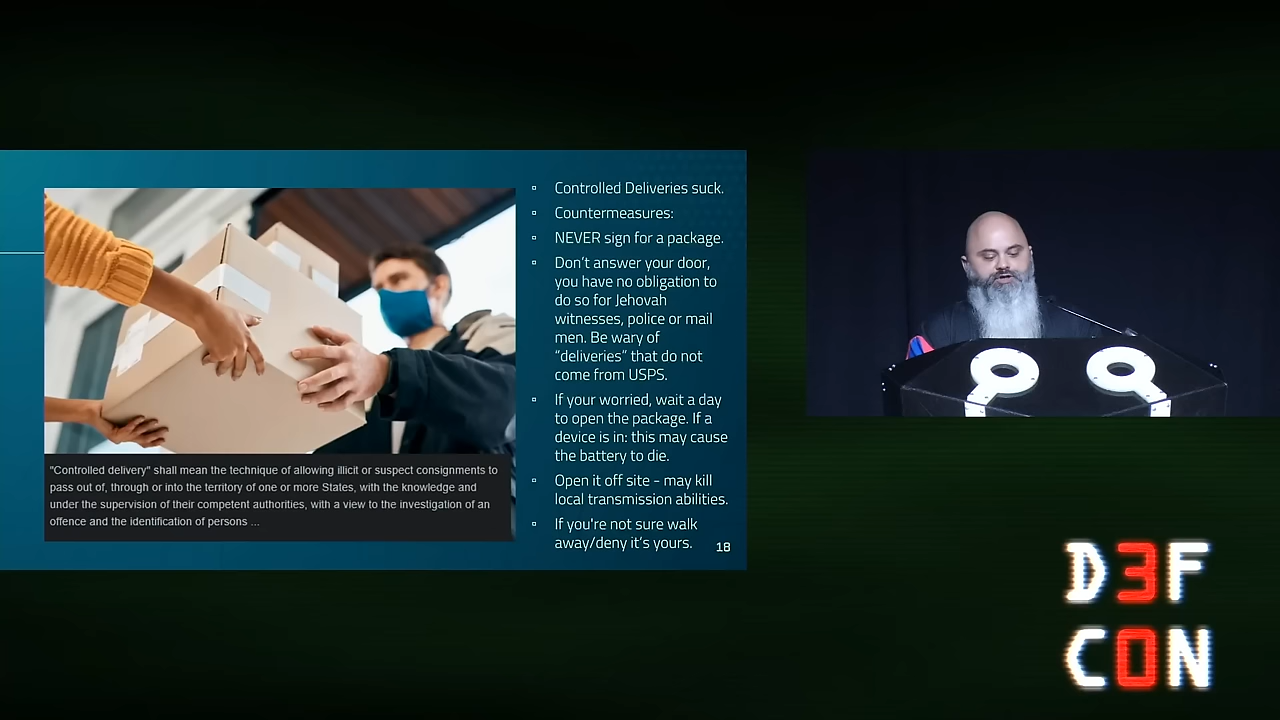 Controlled Deliveries suck.
Countermeasures:
NEVER sign for a package.
Don't answer your door,
you have no obligation to
do so for Jehovah
witnesses, police or mail
men. Be wary of
"deliveries" that do not
come from USPS.
If your worried, wait a day
to open the package. If a
device is in: this may cause
the battery to die.
Open it off site - may kill
local transmission abilities.
If you're not sure walk
away/deny it's yours.
18
"Controlled delivery" shall mean the technique of allowing illicit or suspect consignments to
pass out of, through or into the territory of one or more States, with the knowledge and
under the supervision of their competent authorities, with a view to the investigation of an
offence and the identification of persons ...
D3F
C0N